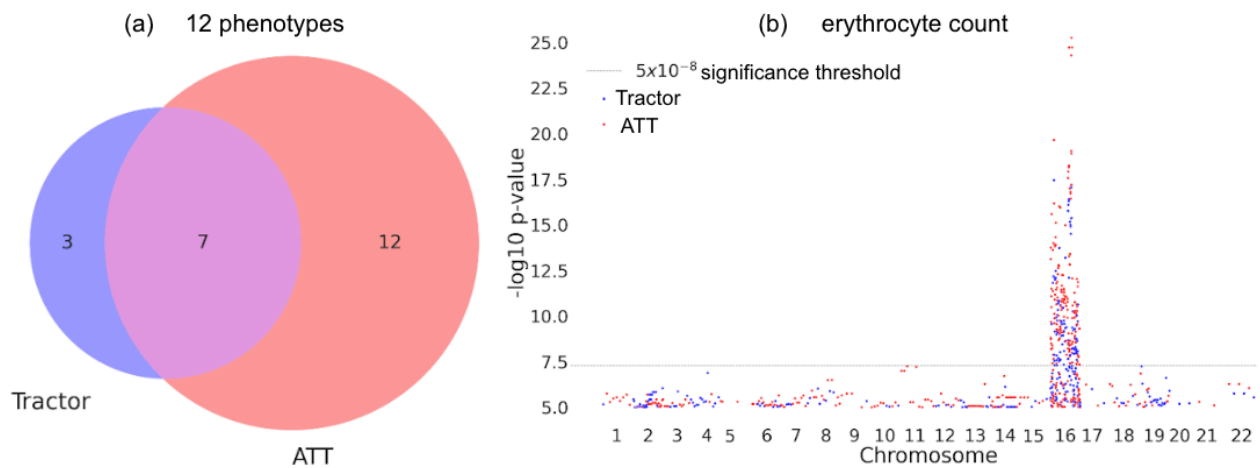 (a) 12 phenotypes
3
7
12
Tractor
ATT
(b) erythrocyte count
-log10 p-value
25.0
22.5
20.0
17.5
15.0
12.5
10.0
7.5
5.0
5x10⁻⁸ significance threshold
Tractor
ATT
1 2 3 4 5 6 7 8 9 10 11 12 13 14 15 16 17 18 19 20 21 22
Chromosome